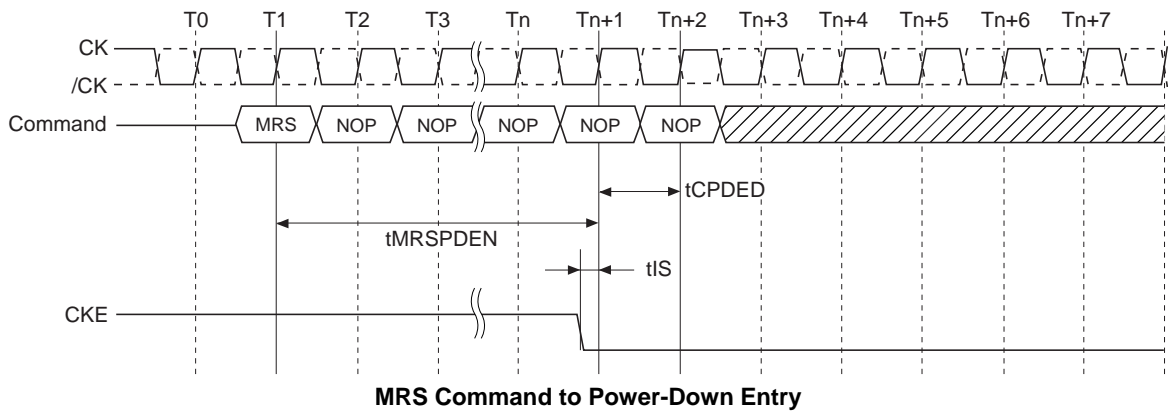 T0 T1 T2 T3 Tn Tn+1 Tn+2 Tn+3 Tn+4 Tn+5 Tn+6 Tn+7
CK
/CK
Command MRS NOP NOP NOP NOP NOP
tCPDED
tMRSPDEN
tIS
CKE
MRS Command to Power-Down Entry